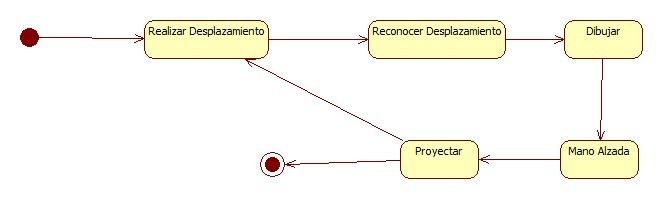 Realizar Desplazamiento
Reconocer Desplazamiento
Dibujar
Proyectar
Mano Alzada